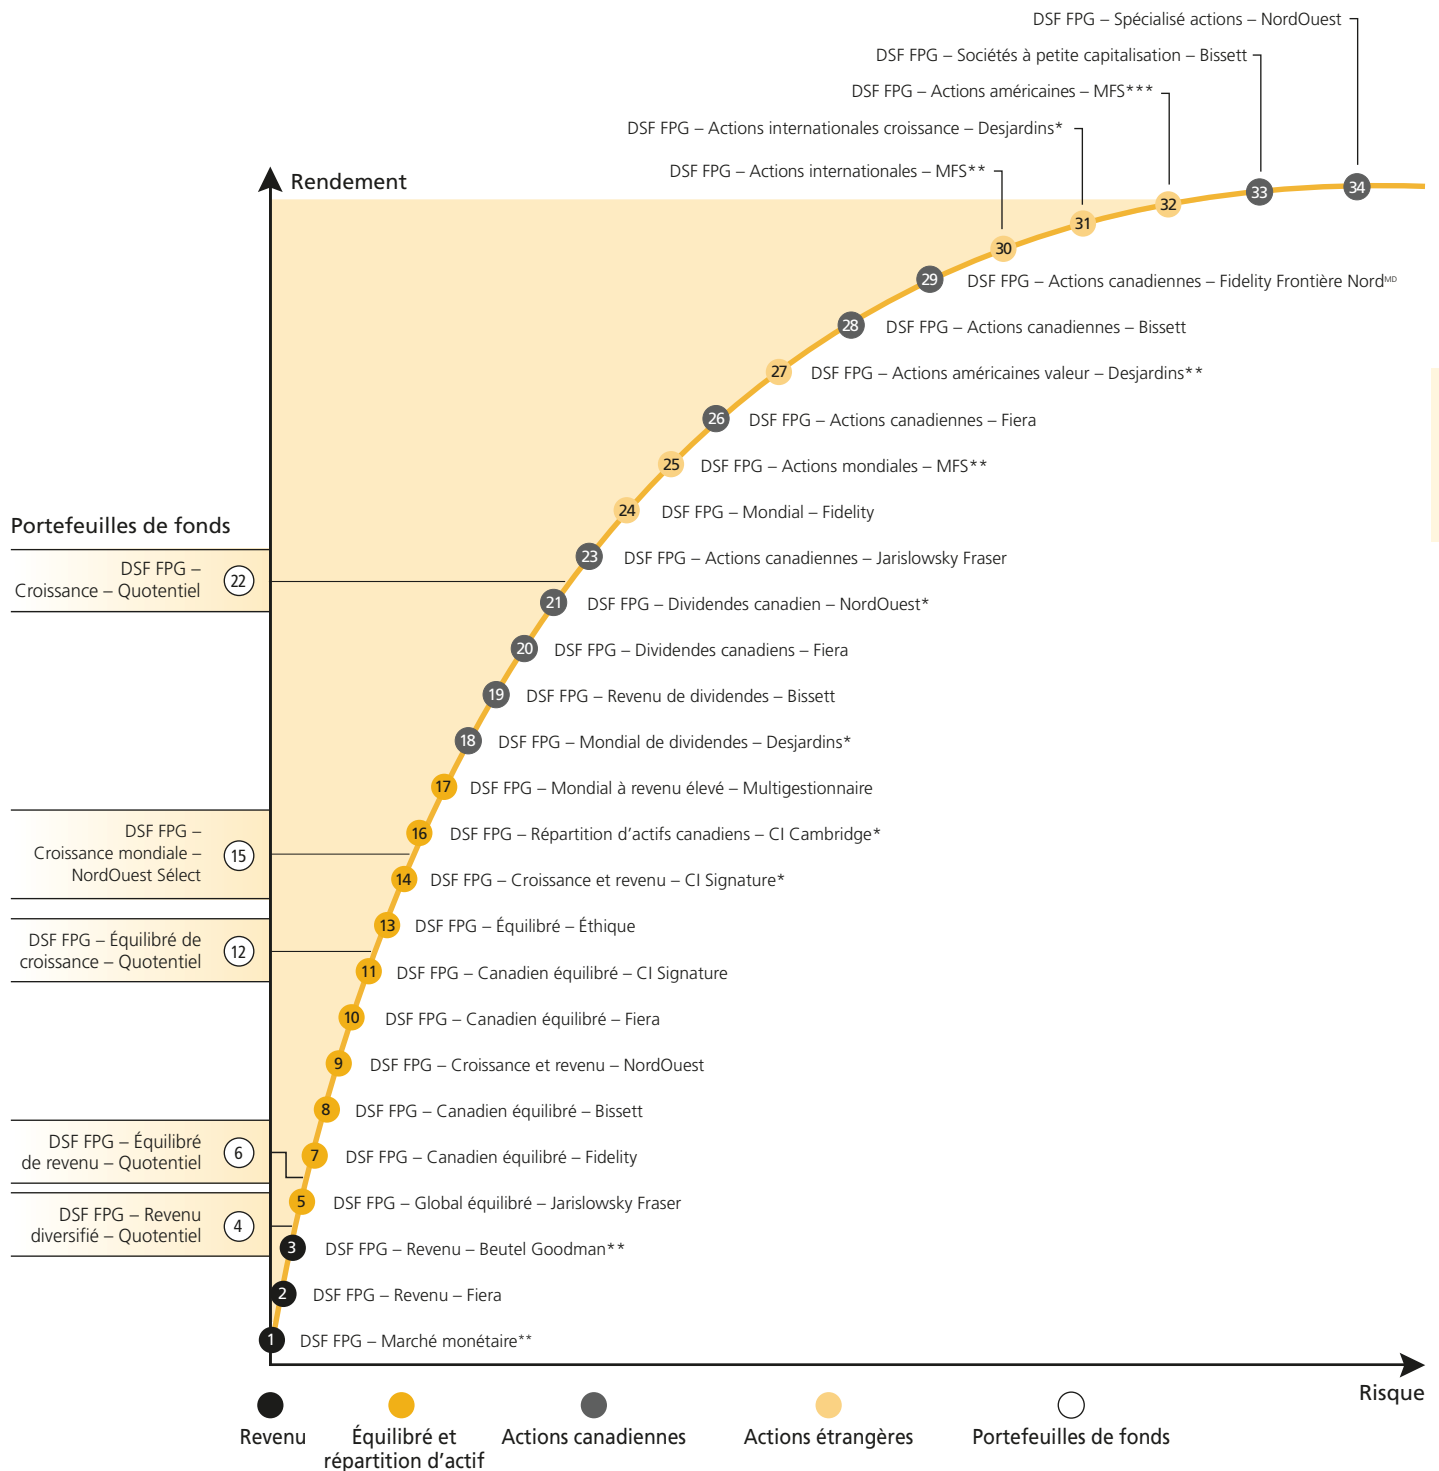 DSF FPG – Spécialisé actions – NordOuest
DSF FPG – Sociétés à petite capitalisation – Bissett
DSF FPG – Actions américaines – MFS***
DSF FPG – Actions internationales croissance – Desjardins*
DSF FPG – Actions internationales – MFS**
Rendement
34
33
32
31
30
29 DSF FPG – Actions canadiennes – Fidelity Frontière Nord^MD
28 DSF FPG – Actions canadiennes – Bissett
27 DSF FPG – Actions américaines valeur – Desjardins**
26 DSF FPG – Actions canadiennes – Fiera
25 DSF FPG – Actions mondiales – MFS**
24 DSF FPG – Mondial – Fidelity
Portefeuilles de fonds
23 DSF FPG – Actions canadiennes – Jarislowsky Fraser
DSF FPG –
Croissance – Quotentiel
22
21 DSF FPG – Dividendes canadien – NordOuest*
20 DSF FPG – Dividendes canadiens – Fiera
19 DSF FPG – Revenu de dividendes – Bissett
18 DSF FPG – Mondial de dividendes – Desjardins*
17 DSF FPG – Mondial à revenu élevé – Multigestionnaire
16 DSF FPG – Répartition d'actifs canadiens – CI Cambridge*
DSF FPG –
Croissance mondiale –
NordOuest Sélect
15
14 DSF FPG – Croissance et revenu – CI Signature*
13 DSF FPG – Équilibré – Éthique
DSF FPG – Équilibré de
croissance – Quotentiel
12
11 DSF FPG – Canadien équilibré – CI Signature
10 DSF FPG – Canadien équilibré – Fiera
9 DSF FPG – Croissance et revenu – NordOuest
8 DSF FPG – Canadien équilibré – Bissett
7 DSF FPG – Canadien équilibré – Fidelity
DSF FPG – Équilibré
de revenu – Quotentiel
6
5 DSF FPG – Global équilibré – Jarislowsky Fraser
DSF FPG – Revenu
diversifié – Quotentiel
4
3 DSF FPG – Revenu – Beutel Goodman**
2 DSF FPG – Revenu – Fiera
1 DSF FPG – Marché monétaire**
Risque
Revenu
Équilibré et
répartition d'actif
Actions canadiennes
Actions étrangères
Portefeuilles de fonds